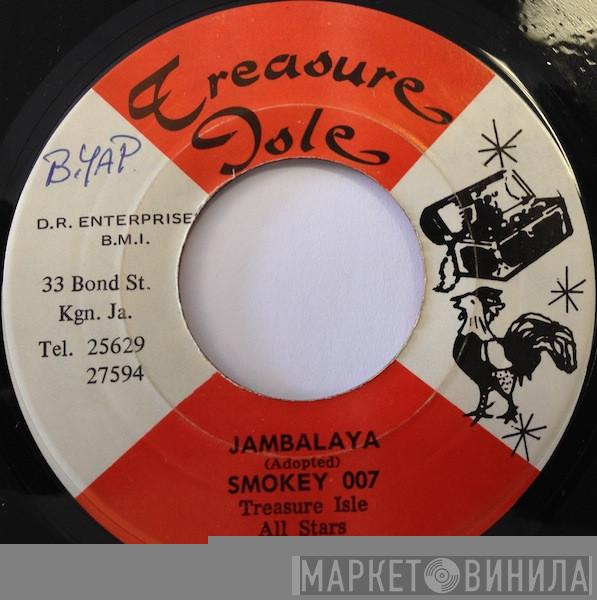 Treasure
Isle
B.YAP
D.R. ENTERPRISE
B.M.I.
33 Bond St.
Kgn. Ja.
Tel. 25629
27594
JAMBALAYA
(Adopted)
SMOKEY 007
Treasure Isle
All Stars
МАРКЕТ ВИНИЛА